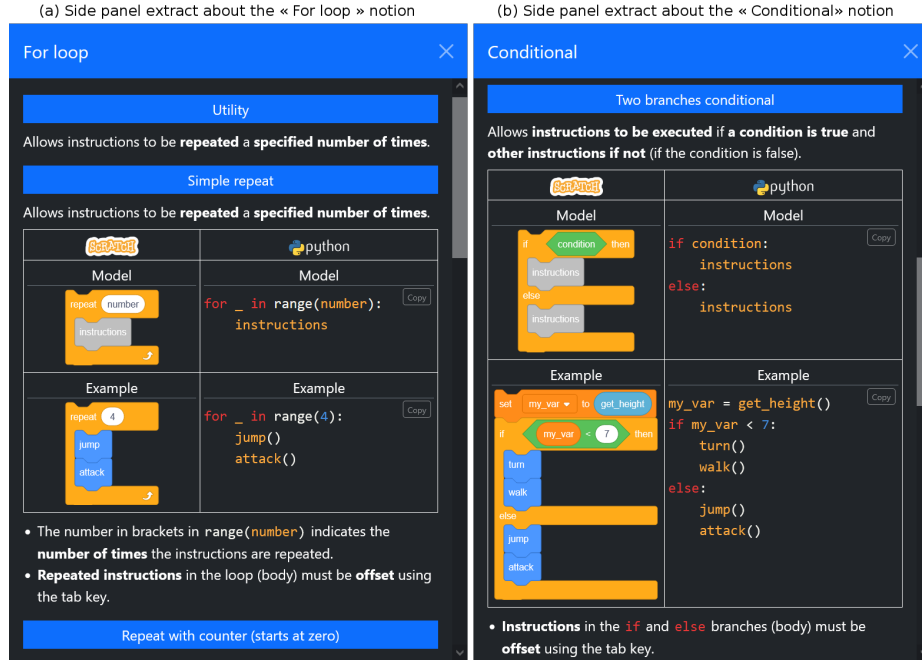 (a) Side panel extract about the « For loop » notion
For loop
Utility
Allows instructions to be repeated a specified number of times.
Simple repeat
Allows instructions to be repeated a specified number of times.
SCRATCH
python
Model
repeat number
instructions
Model
for _ in range(number):
instructions
Copy
Example
repeat 4
jump
attack
Example
for _ in range(4):
jump()
attack()
Copy
• The number in brackets in range(number) indicates the
number of times the instructions are repeated.
• Repeated instructions in the loop (body) must be offset using
the tab key.
Repeat with counter (starts at zero)
(b) Side panel extract about the « Conditional» notion
Conditional
Two branches conditional
Allows instructions to be executed if a condition is true and
other instructions if not (if the condition is false).
SCRATCH
python
Model
if condition then
instructions
else
instructions
Model
if condition:
instructions
else:
instructions
Copy
Example
set my_var to get_height
if my_var < 7 then
turn
walk
else
jump
attack
Example
my_var = get_height()
if my_var < 7:
turn()
walk()
else:
jump()
attack()
Copy
• Instructions in the if and else branches (body) must be
offset using the tab key.